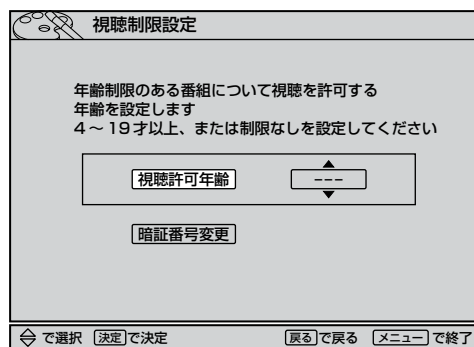 視聴制限設定
年齢制限のある番組について視聴を許可する
年齢を設定します
4～19才以上、または制限なしを設定してください
視聴許可年齢 ---
暗証番号変更
で選択 決定で決定 戻るで戻る メニューで終了